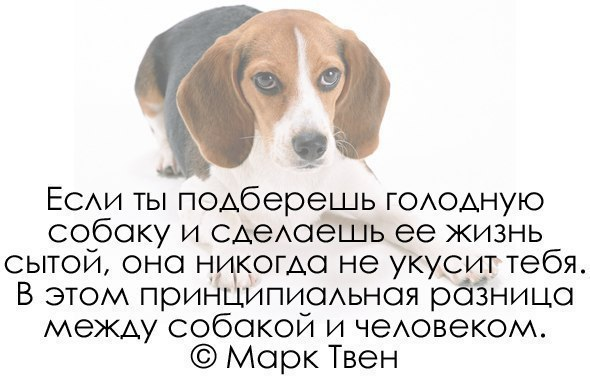 Если ты подберешь голодную
собаку и сделаешь ее жизнь
сытой, она никогда не укусит тебя.
В этом принципиальная разница
между собакой и человеком.
© Марк Твен